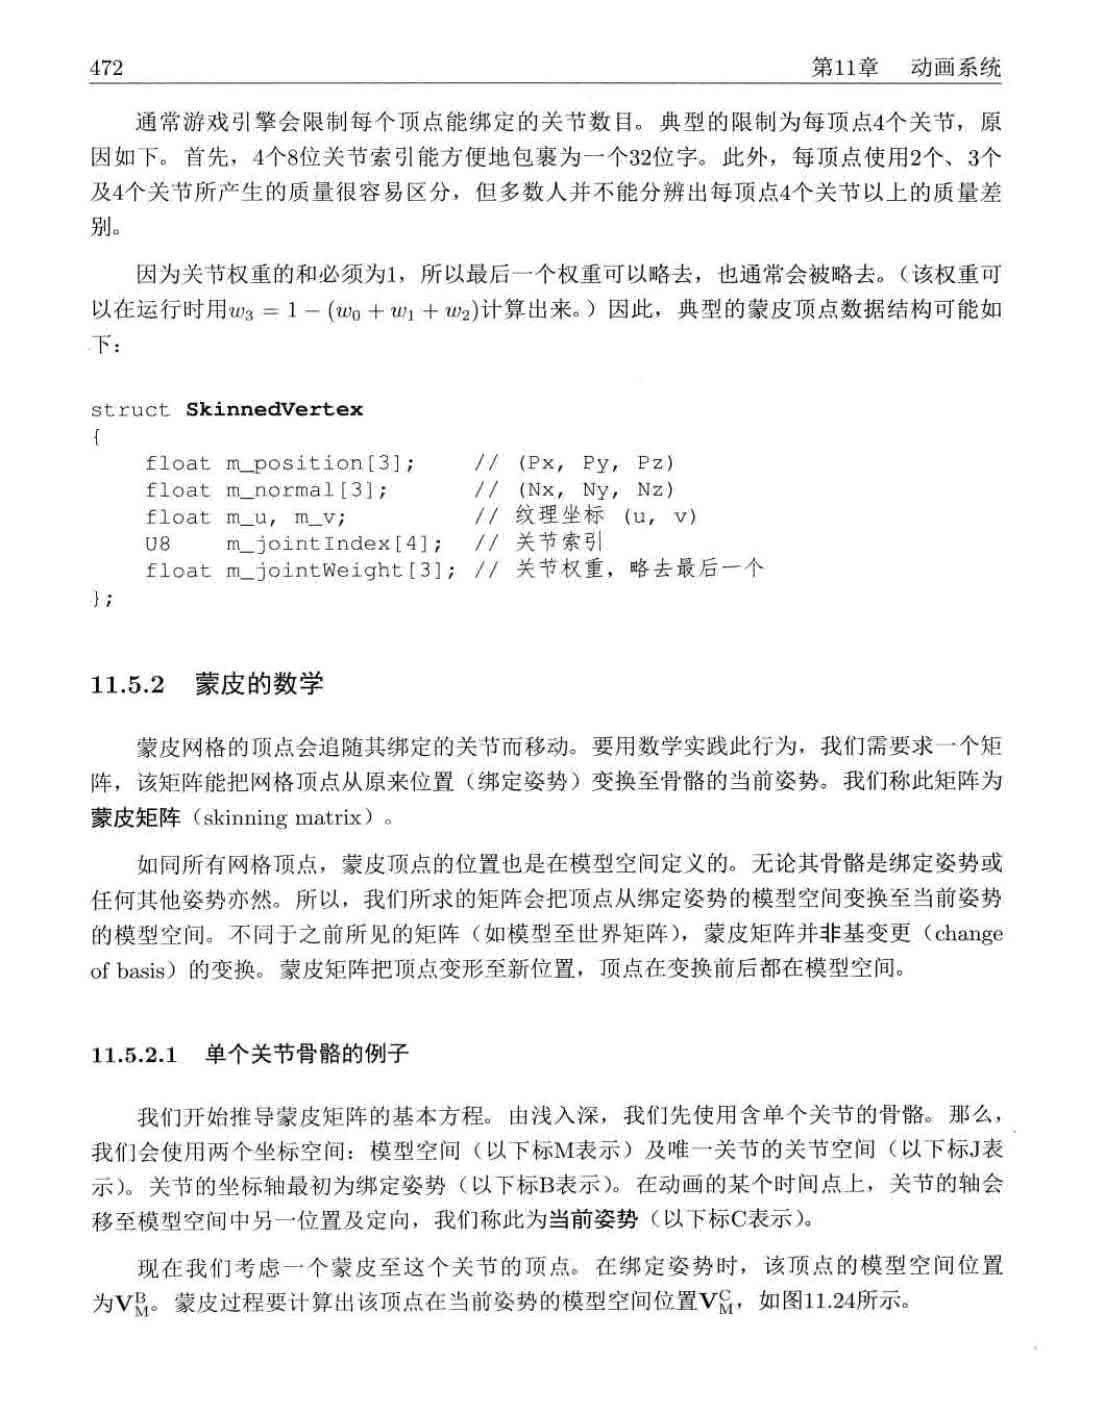 472 第11章 动画系统
通常游戏引擎会限制每个顶点能绑定的关节数目。典型的限制为每顶点4个关节，原
因如下。首先，4个8位关节索引能方便地包裹为一个32位字。此外，每顶点使用2个、3个
及4个关节所产生的质量很容易区分，但多数人并不能分辨出每顶点4个关节以上的质量差
别。
因为关节权重的和必须为1，所以最后一个权重可以略去，也通常会被略去。（该权重可
以在运行时用w₃ = 1 − (w₀ + w₁ + w₂)计算出来。）因此，典型的蒙皮顶点数据结构可能如
下：
struct SkinnedVertex
{
float m_position[3]; // (Px, Py, Pz)
float m_normal[3]; // (Nx, Ny, Nz)
float m_u, m_v; // 纹理坐标 (u, v)
U8 m_jointIndex[4]; // 关节索引
float m_jointWeight[3]; // 关节权重，略去最后一个
};
11.5.2 蒙皮的数学
蒙皮网格的顶点会追随其绑定的关节而移动。要用数学实践此行为，我们需要求一个矩
阵，该矩阵能把网格顶点从原来位置（绑定姿势）变换至骨骼的当前姿势。我们称此矩阵为
蒙皮矩阵（skinning matrix）。
如同所有网格顶点，蒙皮顶点的位置也是在模型空间定义的。无论其骨骼是绑定姿势或
任何其他姿势亦然。所以，我们所求的矩阵会把顶点从绑定姿势的模型空间变换至当前姿势
的模型空间。不同于之前所见的矩阵（如模型至世界矩阵），蒙皮矩阵并非基变更（change
of basis）的变换。蒙皮矩阵把顶点变形至新位置，顶点在变换前后都在模型空间。
11.5.2.1 单个关节骨骼的例子
我们开始推导蒙皮矩阵的基本方程。由浅入深，我们先使用含单个关节的骨骼。那么，
我们会使用两个坐标空间：模型空间（以下标M表示）及唯一关节的关节空间（以下标J表
示）。关节的坐标轴最初为绑定姿势（以下标B表示）。在动画的某个时间点上，关节的轴会
移至模型空间中另一位置及定向，我们称此为当前姿势（以下标C表示）。
现在我们考虑一个蒙皮至这个关节的顶点。在绑定姿势时，该顶点的模型空间位置
为V_M^B。蒙皮过程要计算出该顶点在当前姿势的模型空间位置V_M^C，如图11.24所示。